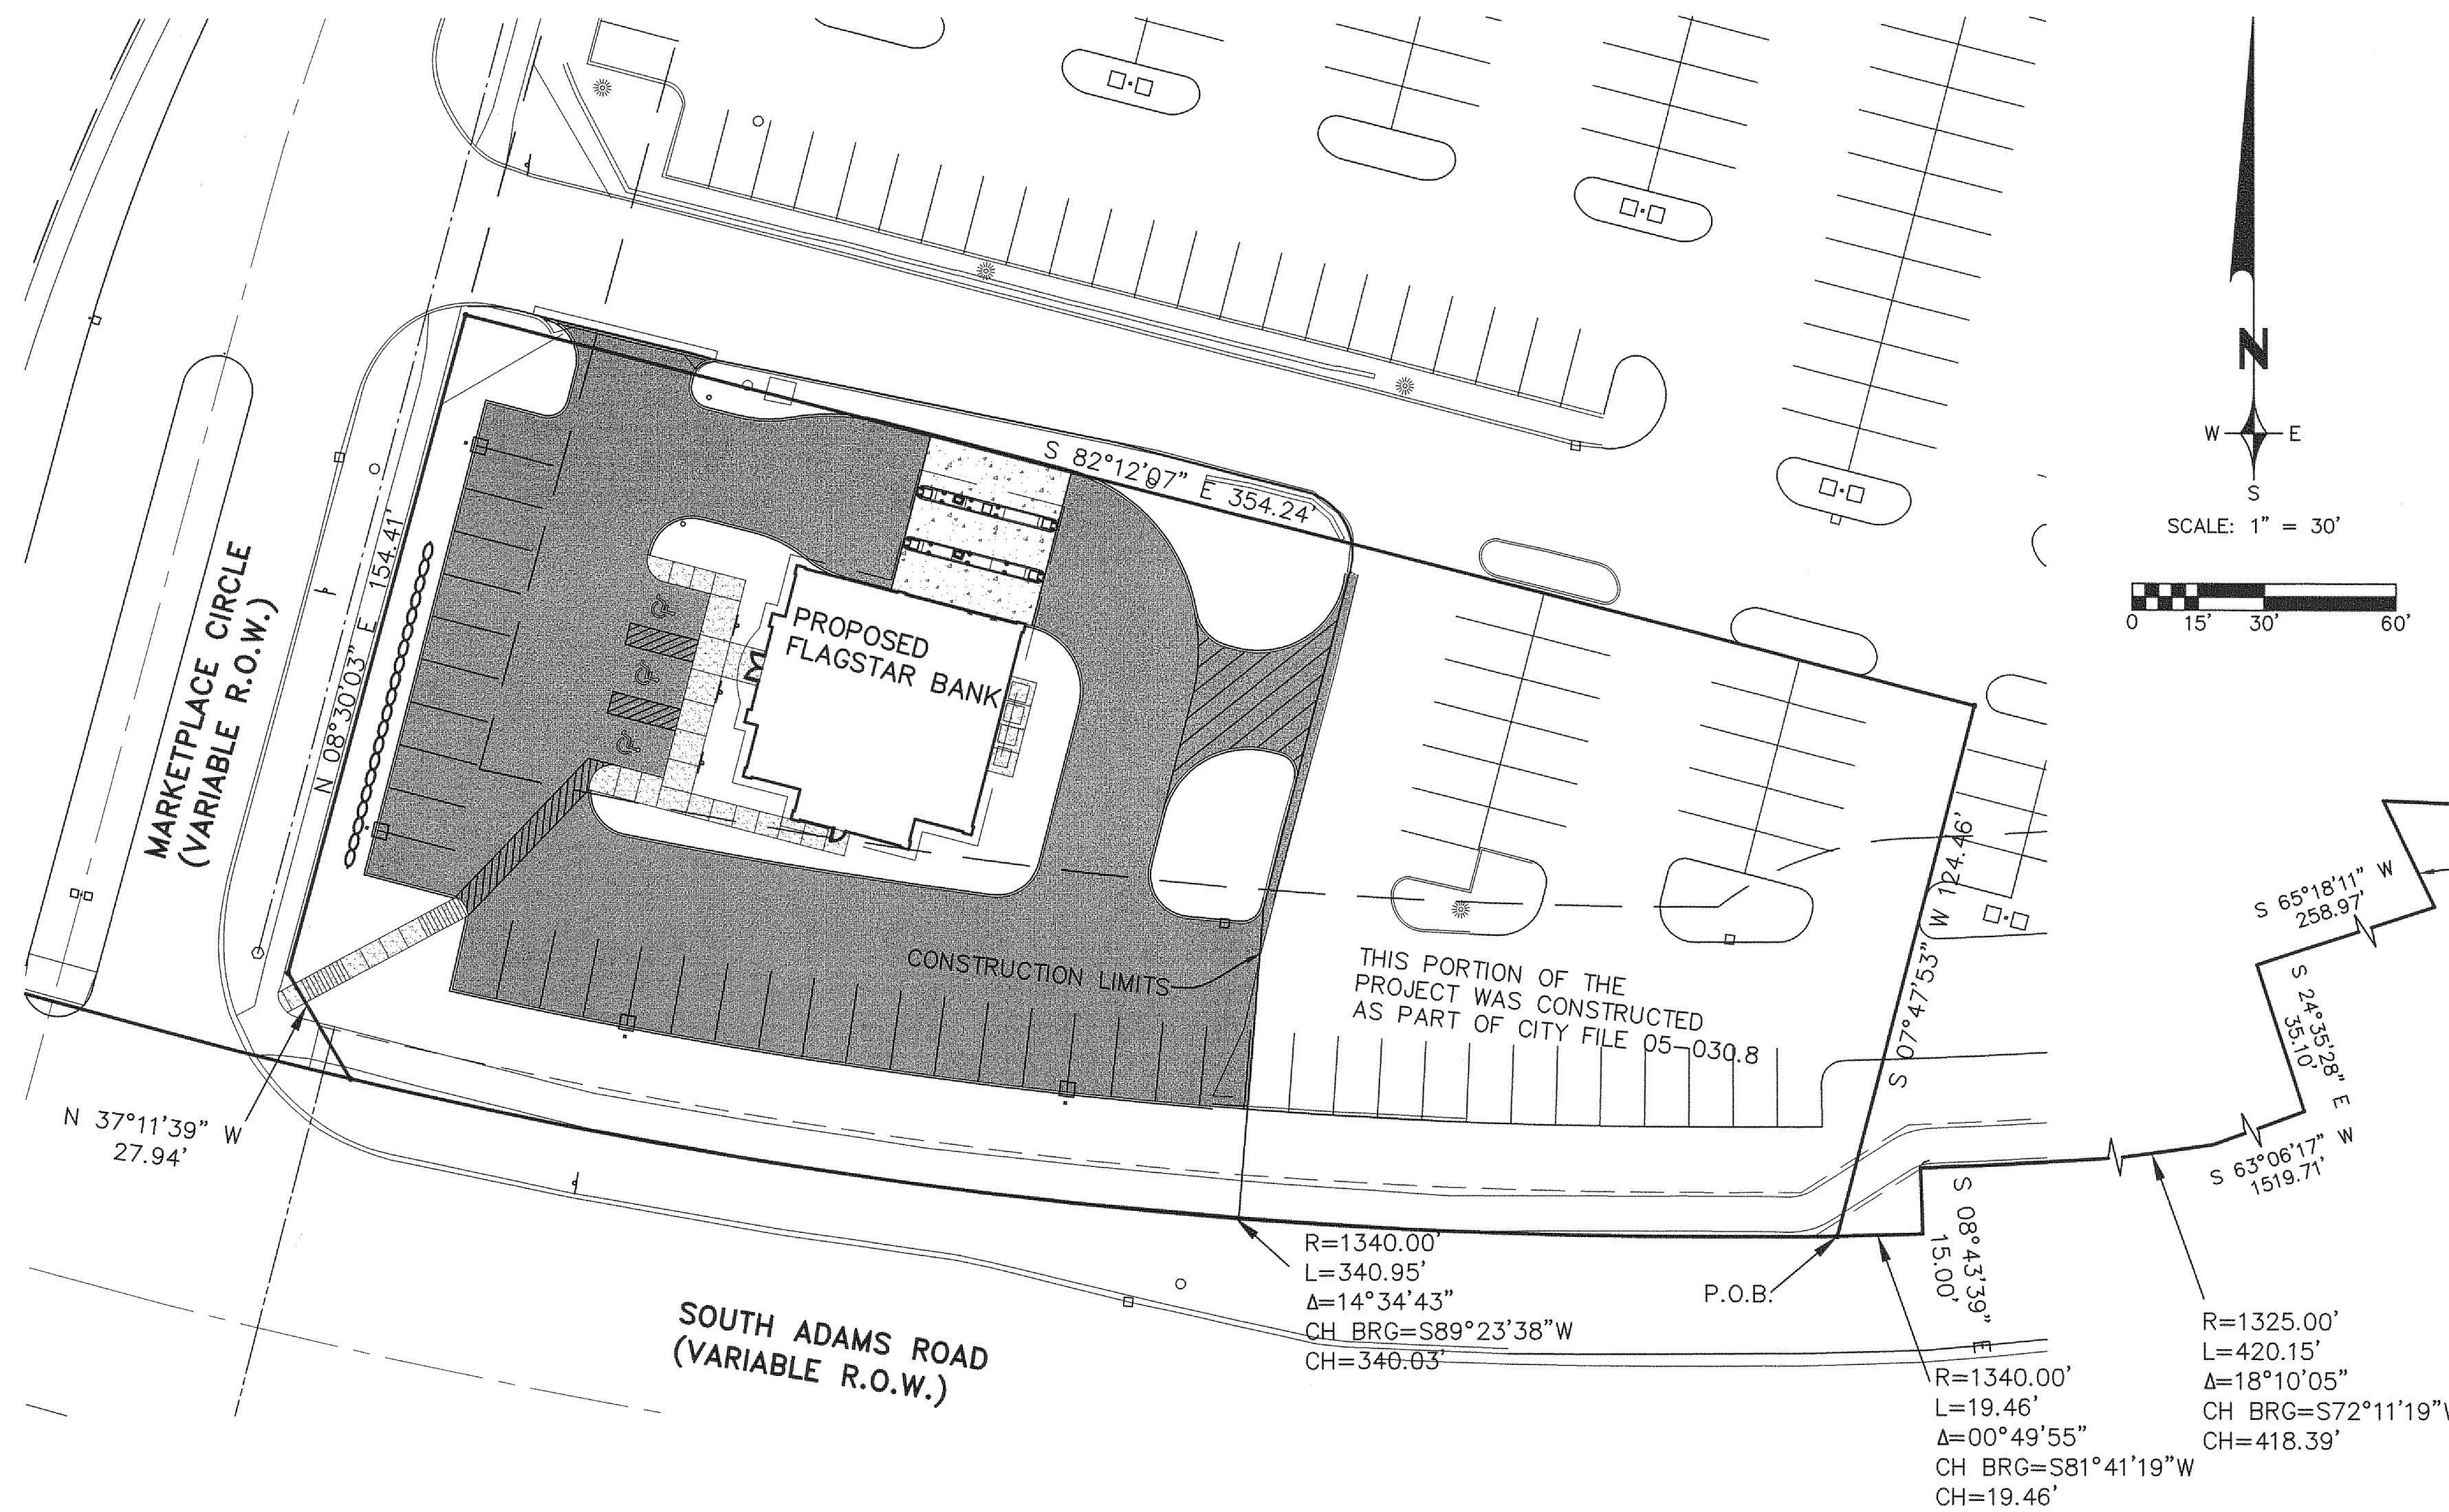 N
W E
S
SCALE: 1" = 30'
0 15' 30' 60'
S 82°12'07" E 354.24'
N 08°30'03" E 154.41'
MARKETPLACE CIRCLE
(VARIABLE R.O.W.)
PROPOSED
FLAGSTAR BANK
CONSTRUCTION LIMITS
THIS PORTION OF THE
PROJECT WAS CONSTRUCTED
AS PART OF CITY FILE 05-030.8
S 07°47'53" W 124.46'
S 65°18'11" W
258.97'
S 24°35'28" E
35.10'
S 63°06'17" W
1519.71'
N 37°11'39" W
27.94'
S 08°43'39" E
15.00'
P.O.B.
R=1340.00'
L=340.95'
Δ=14°34'43"
CH BRG=S89°23'38"W
CH=340.03'
R=1340.00'
L=19.46'
Δ=00°49'55"
CH BRG=S81°41'19"W
CH=19.46'
R=1325.00'
L=420.15'
Δ=18°10'05"
CH BRG=S72°11'19"W
CH=418.39'
SOUTH ADAMS ROAD
(VARIABLE R.O.W.)